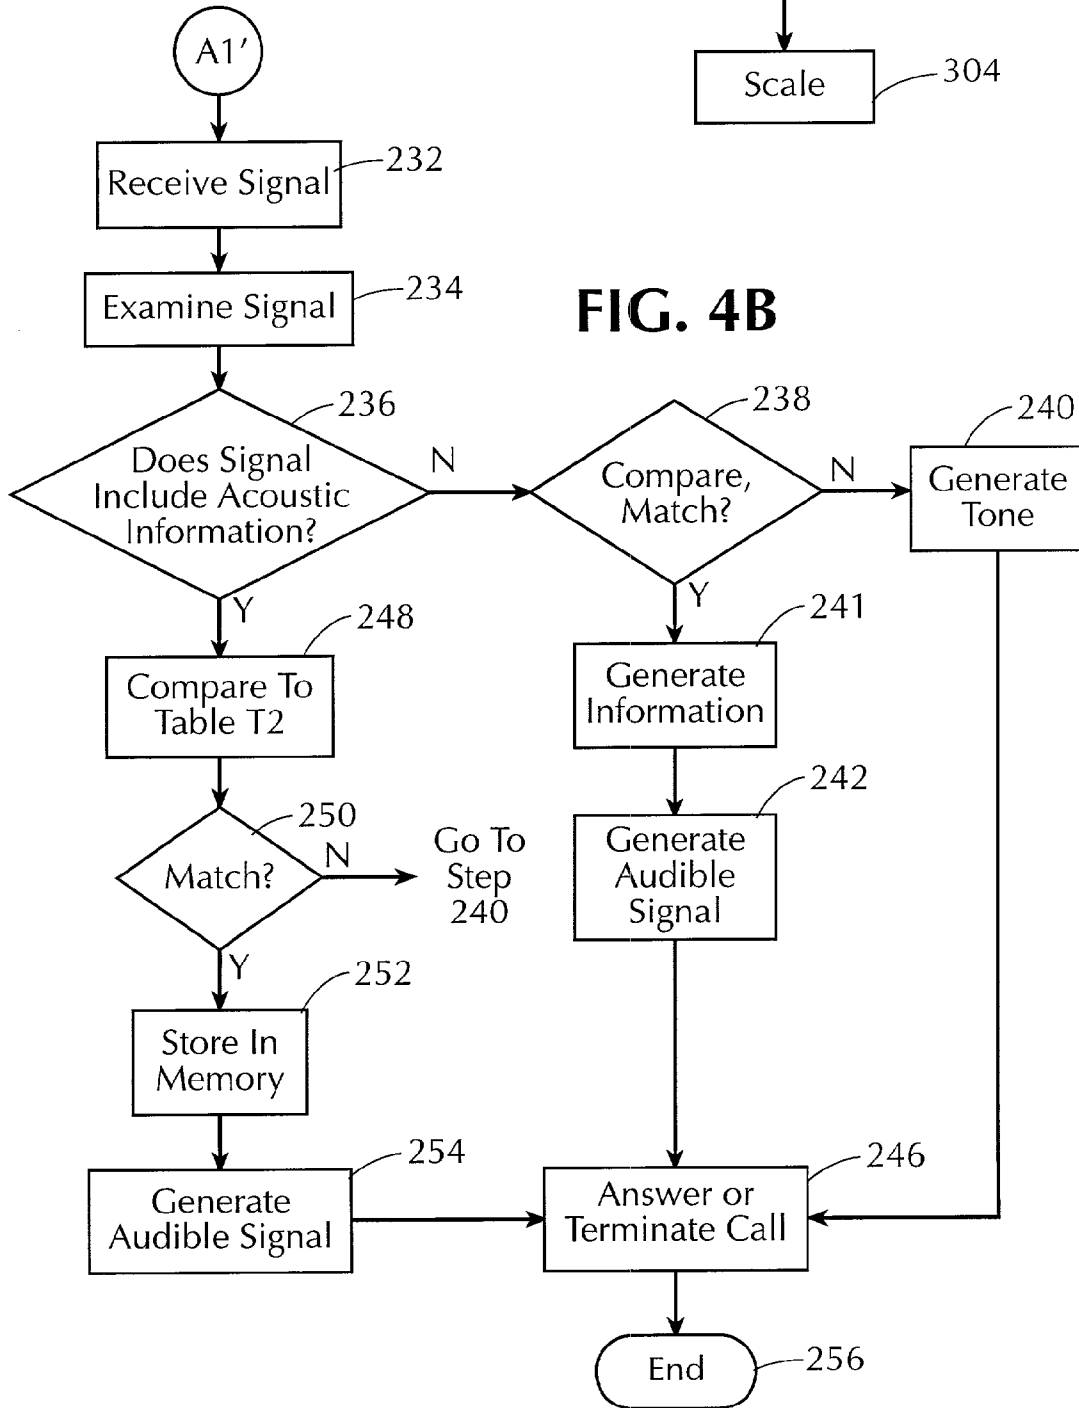 A1'
Scale
304
Receive Signal
232
Examine Signal
234
FIG. 4B
236
Does Signal
Include Acoustic
Information?
N
238
Compare,
Match?
N
240
Generate
Tone
Y
248
Compare To
Table T2
Y
241
Generate
Information
242
Generate
Audible
Signal
250
Match?
N
Go To
Step
240
Y
252
Store In
Memory
254
Generate
Audible Signal
246
Answer or
Terminate Call
End
256